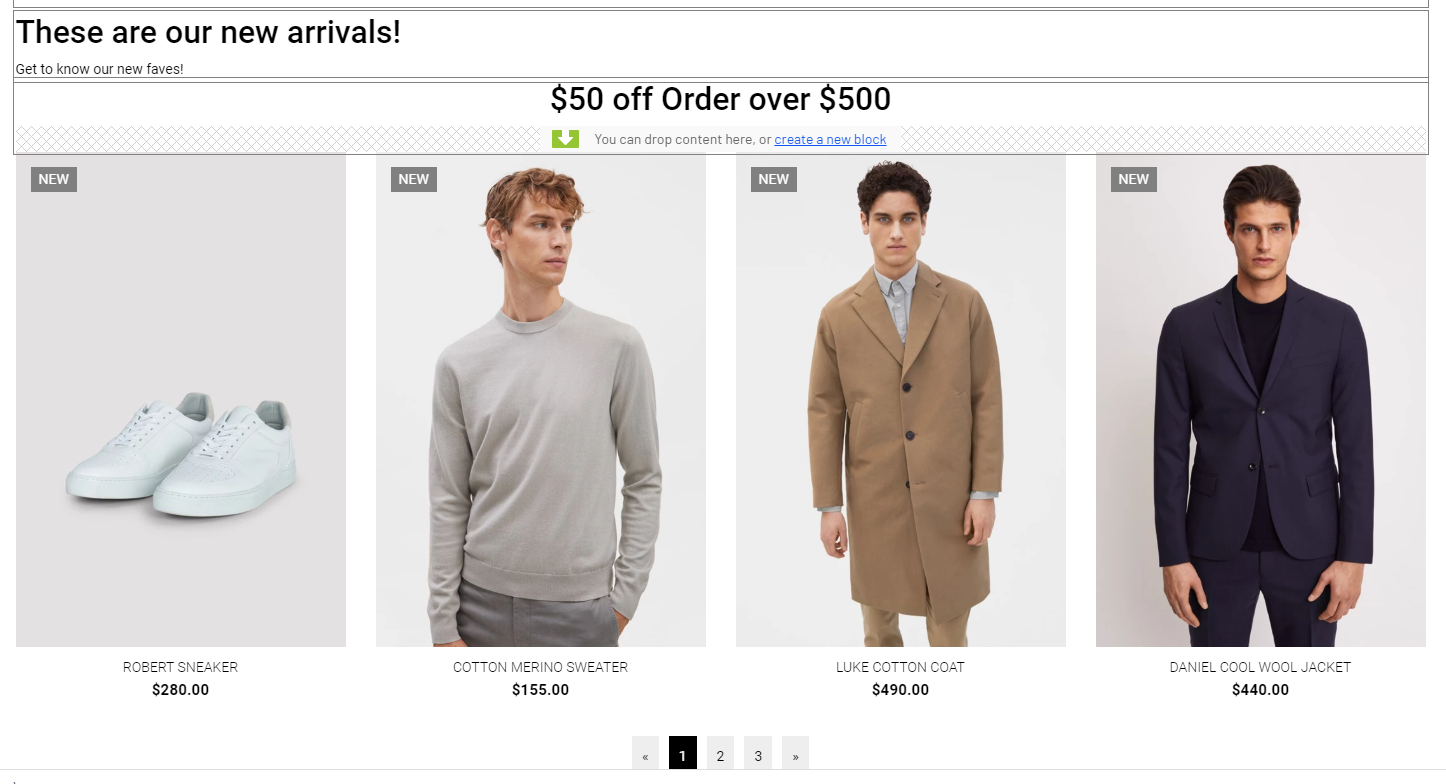 These are our new arrivals!
Get to know our new faves!
$50 off Order over $500
You can drop content here, or create a new block
NEW NEW NEW NEW
ROBERT SNEAKER COTTON MERINO SWEATER LUKE COTTON COAT DANIEL COOL WOOL JACKET
$280.00 $155.00 $490.00 $440.00
« 1 2 3 »